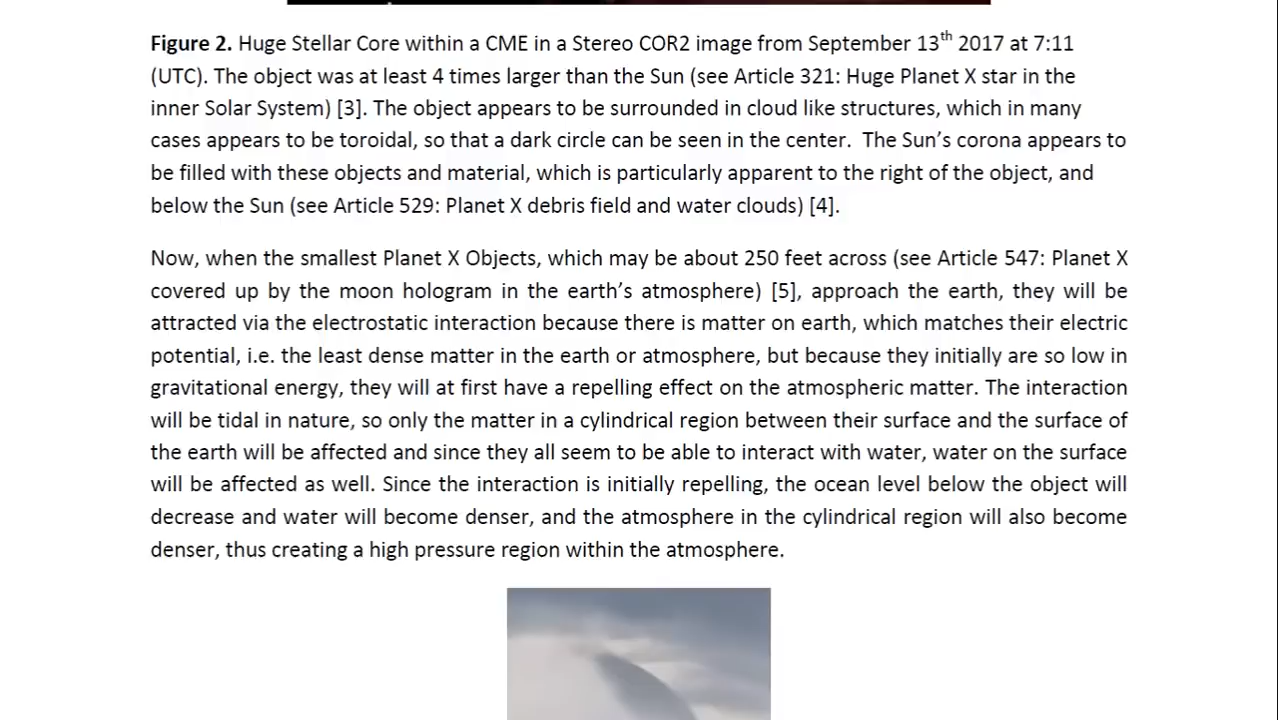 Figure 2. Huge Stellar Core within a CME in a Stereo COR2 image from September 13th 2017 at 7:11
(UTC). The object was at least 4 times larger than the Sun (see Article 321: Huge Planet X star in the
inner Solar System) [3]. The object appears to be surrounded in cloud like structures, which in many
cases appears to be toroidal, so that a dark circle can be seen in the center. The Sun’s corona appears to
be filled with these objects and material, which is particularly apparent to the right of the object, and
below the Sun (see Article 529: Planet X debris field and water clouds) [4].
Now, when the smallest Planet X Objects, which may be about 250 feet across (see Article 547: Planet X
covered up by the moon hologram in the earth’s atmosphere) [5], approach the earth, they will be
attracted via the electrostatic interaction because there is matter on earth, which matches their electric
potential, i.e. the least dense matter in the earth or atmosphere, but because they initially are so low in
gravitational energy, they will at first have a repelling effect on the atmospheric matter. The interaction
will be tidal in nature, so only the matter in a cylindrical region between their surface and the surface of
the earth will be affected and since they all seem to be able to interact with water, water on the surface
will be affected as well. Since the interaction is initially repelling, the ocean level below the object will
decrease and water will become denser, and the atmosphere in the cylindrical region will also become
denser, thus creating a high pressure region within the atmosphere.